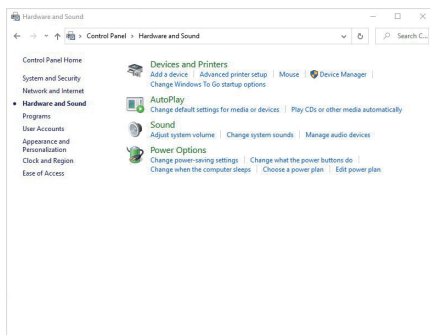 Hardware and Sound
Control Panel > Hardware and Sound
Search C...
Control Panel Home
System and Security
Network and Internet
Hardware and Sound
Programs
User Accounts
Appearance and
Personalization
Clock and Region
Ease of Access
Devices and Printers
Add a device | Advanced printer setup | Mouse | Device Manager |
Change Windows To Go startup options
AutoPlay
Change default settings for media or devices | Play CDs or other media automatically
Sound
Adjust system volume | Change system sounds | Manage audio devices
Power Options
Change power-saving settings | Change what the power buttons do |
Change when the computer sleeps | Choose a power plan | Edit power plan